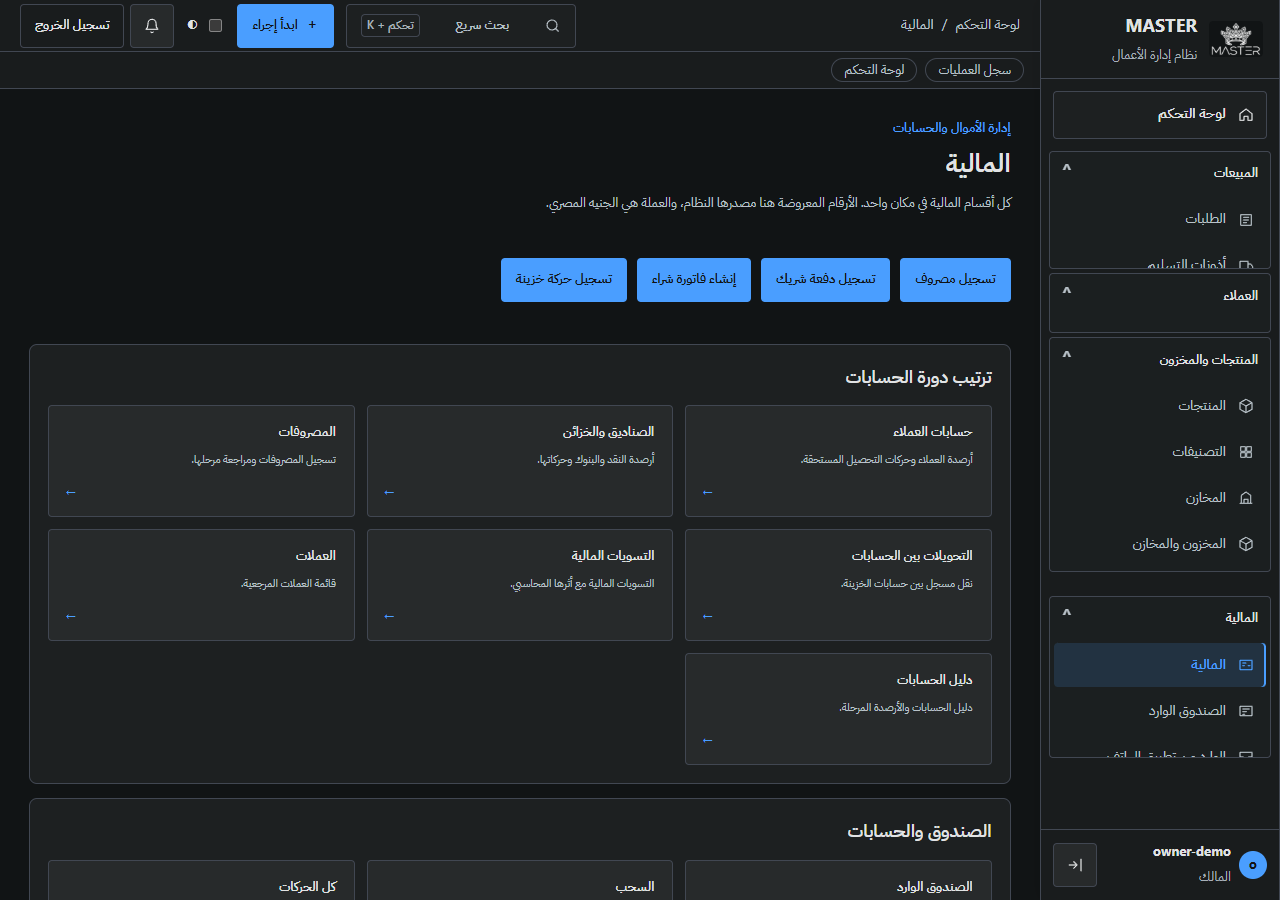 MASTER
نظام إدارة الأعمال
MASTER
لوحة التحكم
المبيعات
الطلبات
أذونات التسليم
العملاء
المنتجات والمخزون
المنتجات
التصنيفات
المخازن
المخزون والمخازن
المالية
المالية
الصندوق الوارد
owner-demo
المالك
o
لوحة التحكم / المالية
بحث سريع
تحكم + K
+ ابدأ إجراء
تسجيل الخروج
سجل العمليات
لوحة التحكم
إدارة الأموال والحسابات
المالية
كل أقسام المالية في مكان واحد. الأرقام المعروضة هنا مصدرها النظام، والعملة هي الجنيه المصري.
تسجيل مصروف
تسجيل دفعة شريك
إنشاء فاتورة شراء
تسجيل حركة خزينة
ترتيب دورة الحسابات
حسابات العملاء
أرصدة العملاء وحركات التحصيل المستحقة.
←
الصناديق والخزائن
أرصدة النقد والبنوك وحركاتها.
←
المصروفات
تسجيل المصروفات ومراجعة مرحلها.
←
التحويلات بين الحسابات
نقل مسجل بين حسابات الخزينة.
←
التسويات المالية
التسويات المالية مع أثرها المحاسبي.
←
العملات
قائمة العملات المرجعية.
←
دليل الحسابات
دليل الحسابات والأرصدة المرحلة.
←
الصندوق والحسابات
الصندوق الوارد
السحب
كل الحركات